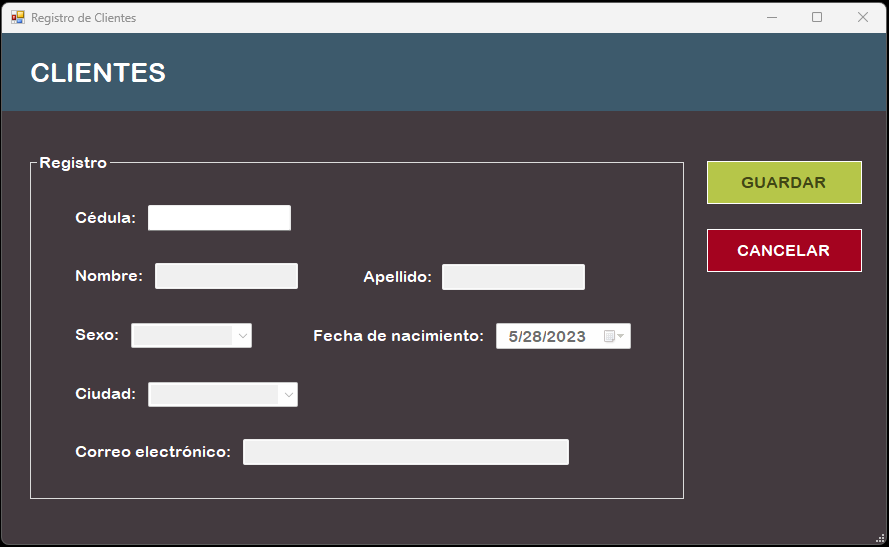 Registro de Clientes
CLIENTES
Registro
GUARDAR
Cédula:
CANCELAR
Nombre:
Apellido:
Sexo:
Fecha de nacimiento: 5/28/2023
Ciudad:
Correo electrónico: